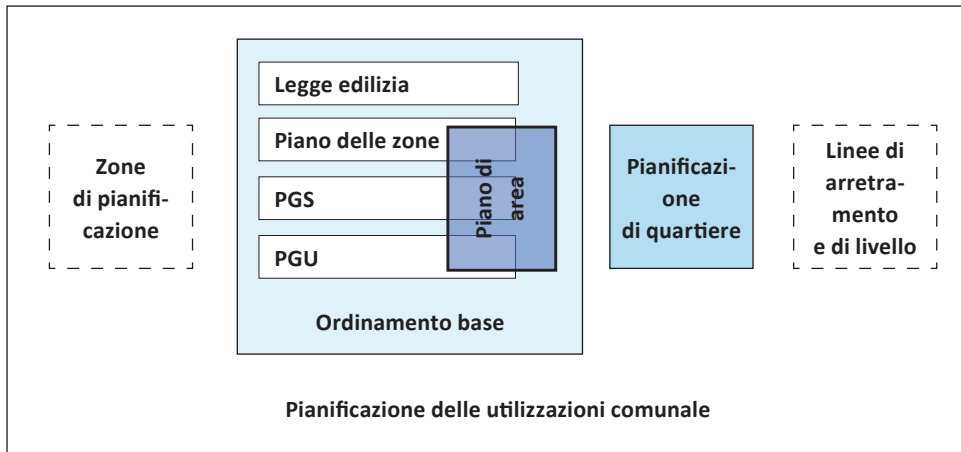 Zone
di pianifi-
cazione
Legge edilizia
Piano delle zone
PGS
PGU
Piano di
area
Ordinamento base
Pianificazi-
one
di quartiere
Linee di
arretra-
mento
e di livello
Pianificazione delle utilizzazioni comunale